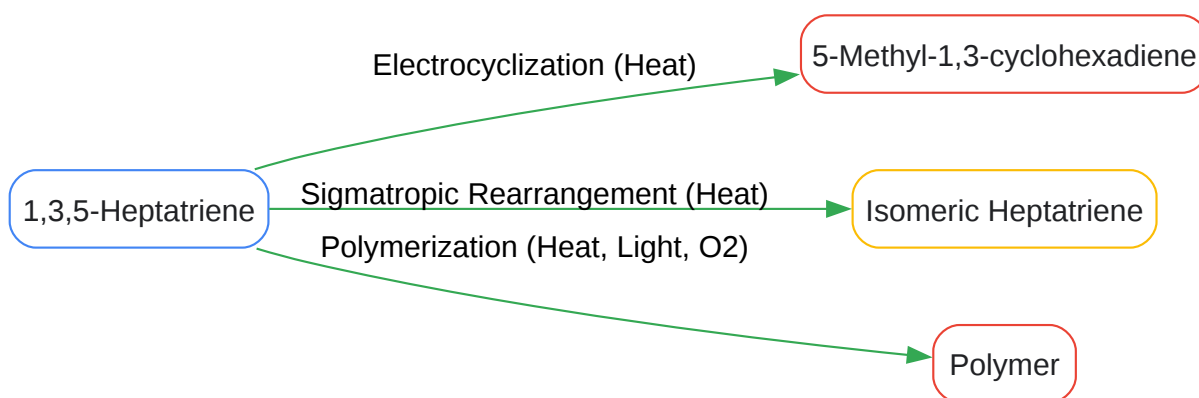 5-Methyl-1,3-cyclohexadiene
Electrocyclization (Heat)
1,3,5-Heptatriene
Sigmatropic Rearrangement (Heat)
Isomeric Heptatriene
Polymerization (Heat, Light, O2)
Polymer